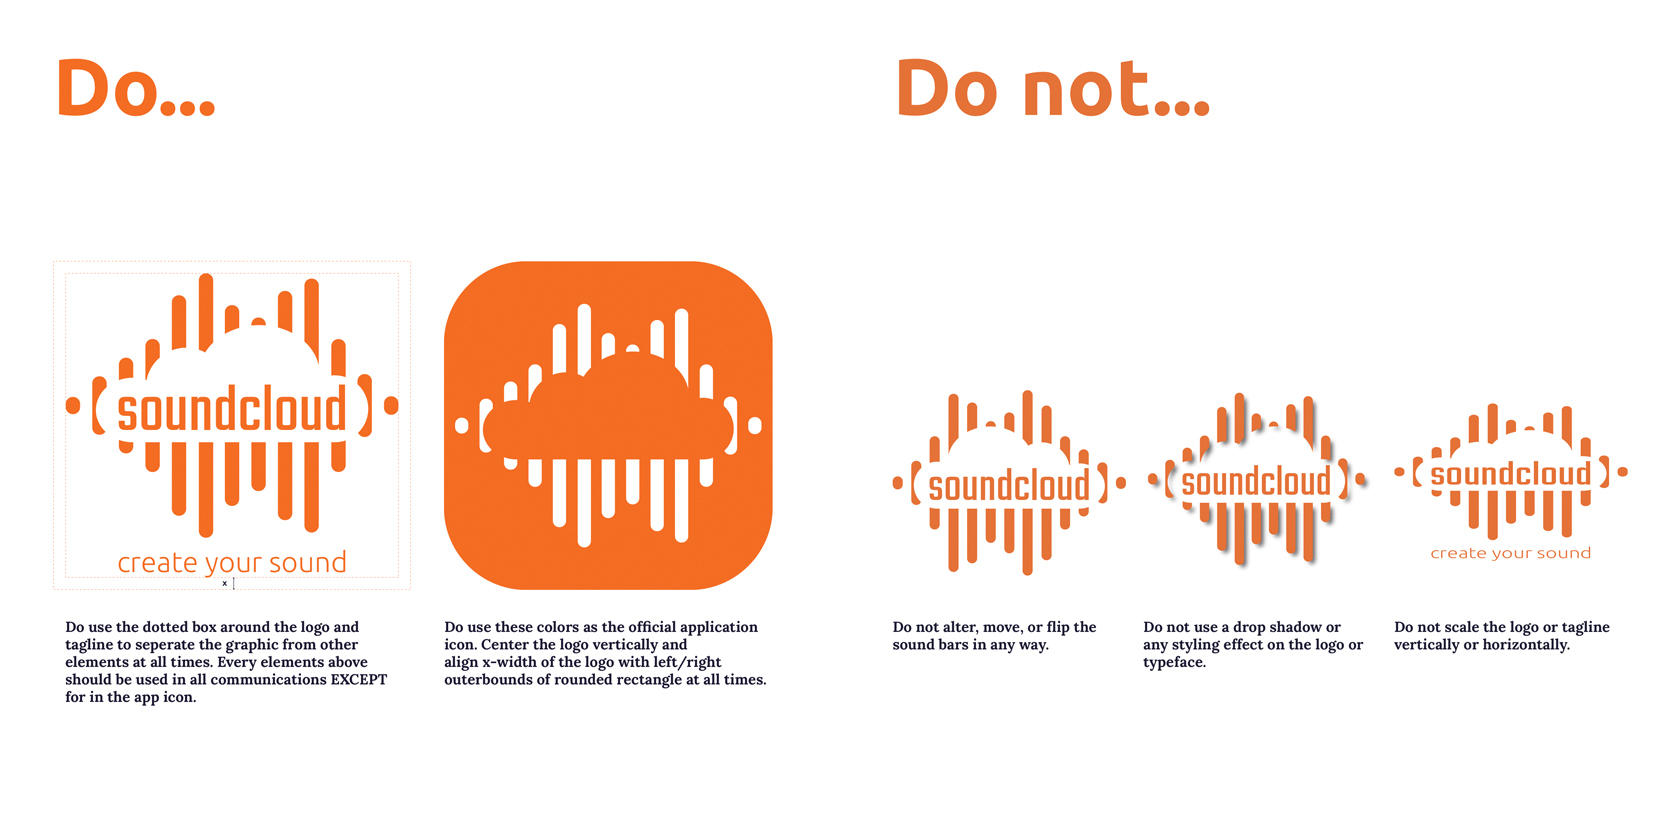 Do...
soundcloud
create your sound
x
Do use the dotted box around the logo and
tagline to seperate the graphic from other
elements at all times. Every elements above
should be used in all communications EXCEPT
for in the app icon.
Do use these colors as the official application
icon. Center the logo vertically and
align x-width of the logo with left/right
outerbounds of rounded rectangle at all times.
Do not...
soundcloud
Do not alter, move, or flip the
sound bars in any way.
soundcloud
Do not use a drop shadow or
any styling effect on the logo or
typeface.
soundcloud
create your sound
Do not scale the logo or tagline
vertically or horizontally.